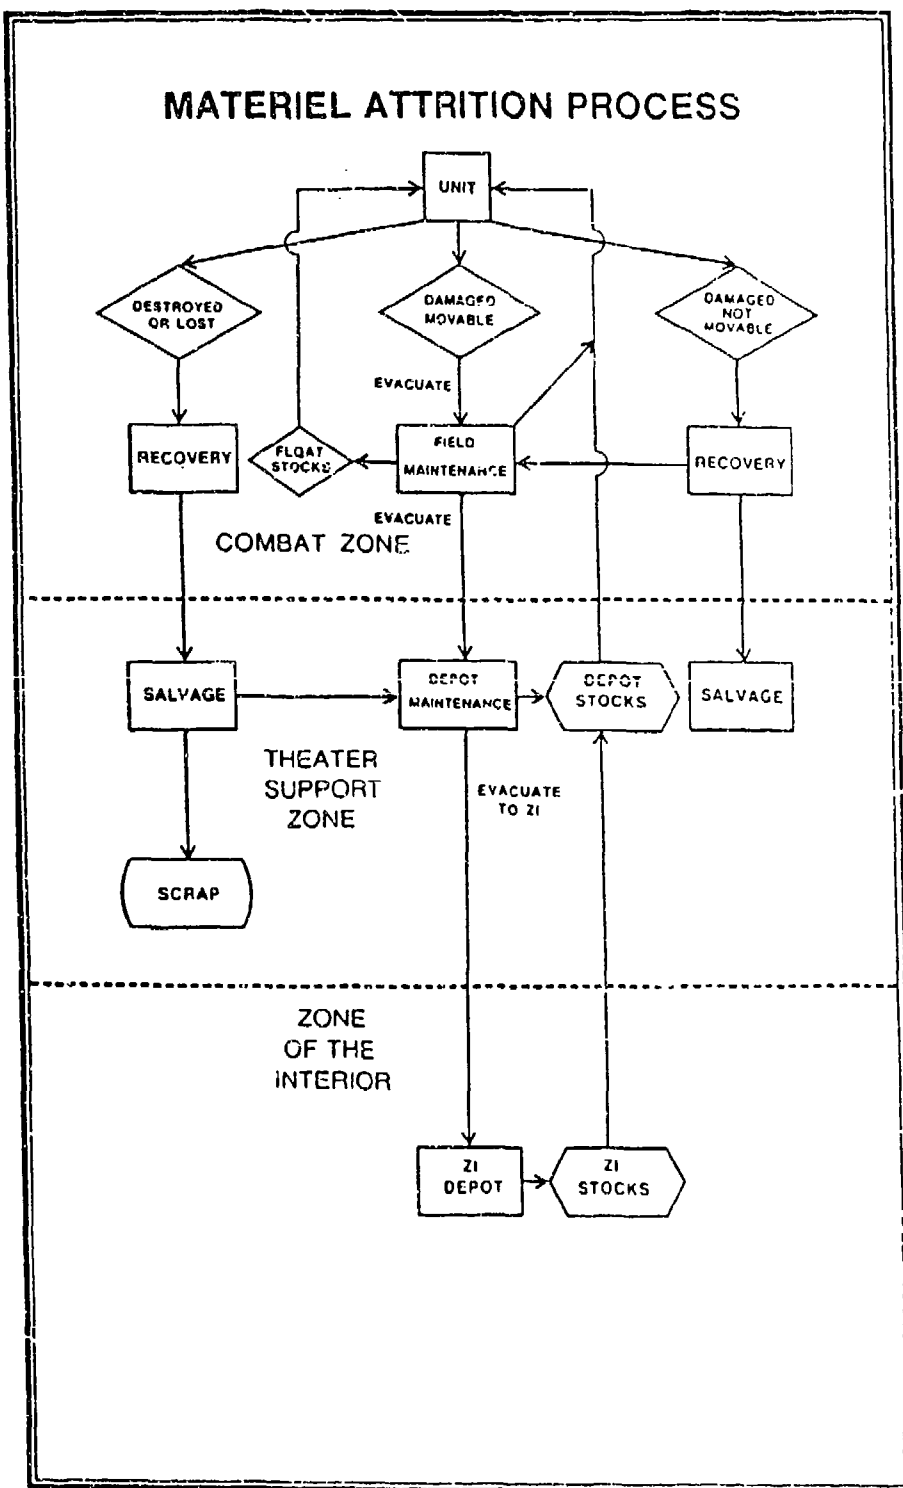 MATERIEL ATTRITION PROCESS
UNIT
DESTROYED
OR LOST
DAMAGED
MOVABLE
DAMAGED
NOT
MOVABLE
EVACUATE
RECOVERY
FLOAT
STOCKS
FIELD
MAINTENANCE
RECOVERY
EVACUATE
COMBAT ZONE
SALVAGE
DEPOT
MAINTENANCE
DEPOT
STOCKS
SALVAGE
THEATER
SUPPORT
ZONE
EVACUATE
TO ZI
SCRAP
ZONE
OF THE
INTERIOR
ZI
DEPOT
ZI
STOCKS